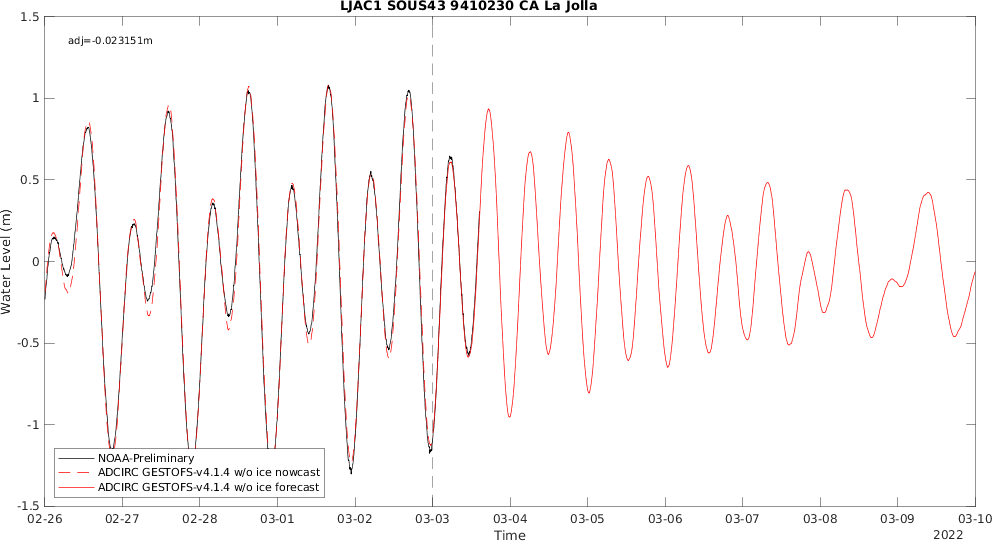 LJAC1 SOUS43 9410230 CA La Jolla
adj=-0.023151m
1.5
1
0.5
0
-0.5
-1
-1.5
Water Level (m)
NOAA-Preliminary
ADCIRC GESTOFS-v4.1.4 w/o ice nowcast
ADCIRC GESTOFS-v4.1.4 w/o ice forecast
02-26 02-27 02-28 03-01 03-02 03-03 03-04 03-05 03-06 03-07 03-08 03-09 03-10
Time
2022